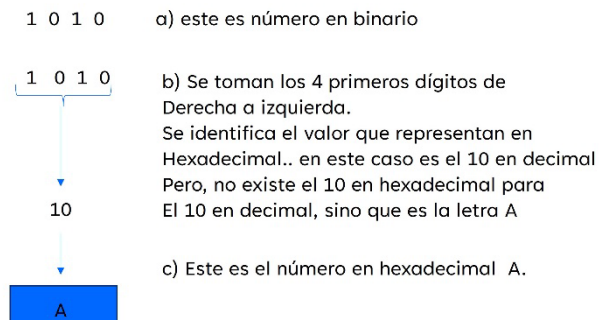 1 0 1 0 a) este es número en binario
1 0 1 0 b) Se toman los 4 primeros dígitos de
Derecha a izquierda.
Se identifica el valor que representan en
Hexadecimal.. en este caso es el 10 en decimal
Pero, no existe el 10 en hexadecimal para
10 El 10 en decimal, sino que es la letra A
c) Este es el número en hexadecimal A.
A